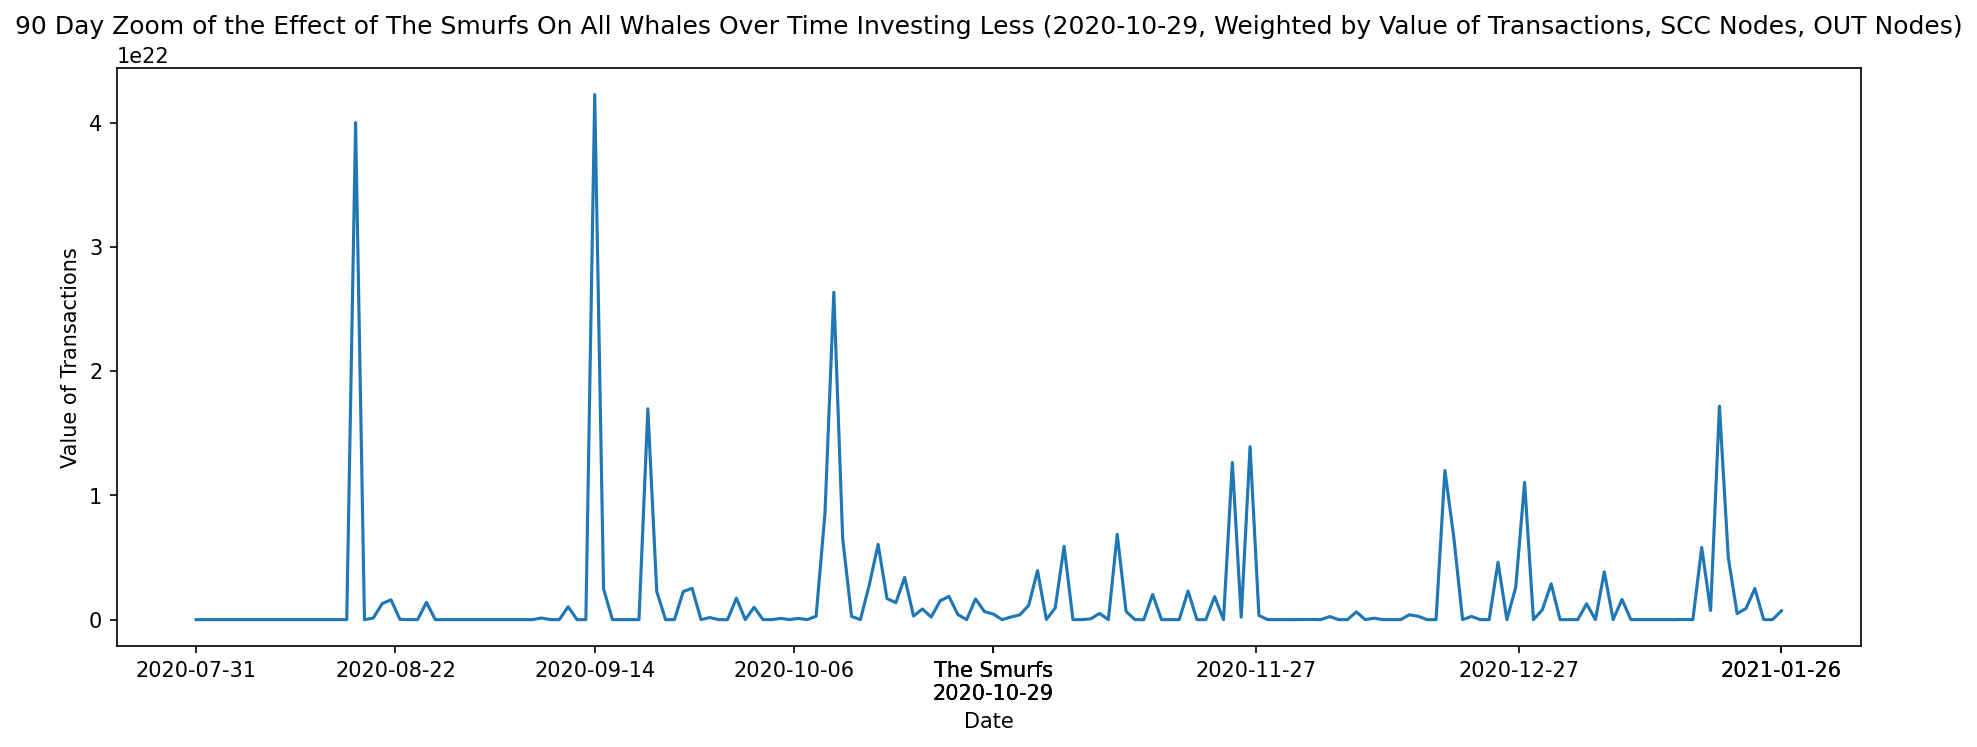 90 Day Zoom of the Effect of The Smurfs On All Whales Over Time Investing Less (2020-10-29, Weighted by Value of Transactions, SCC Nodes, OUT Nodes)
1e22
4
3
2
1
0
Value of Transactions
2020-07-31 2020-08-22 2020-09-14 2020-10-06 The Smurfs 2020-11-27 2020-12-27 2021-01-26
2020-10-29
Date